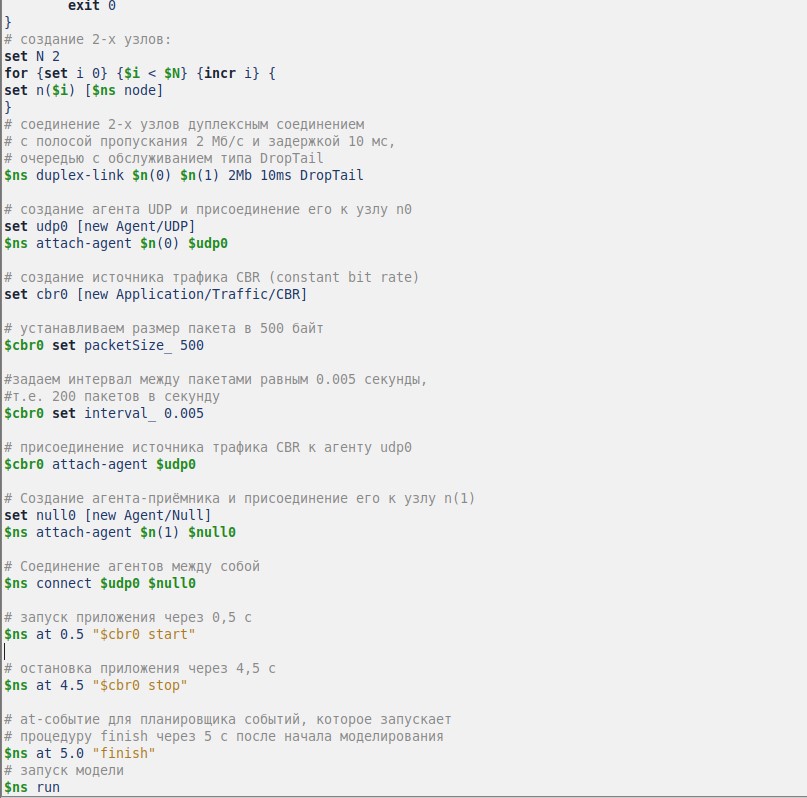 exit 0
}
# создание 2-х узлов:
set N 2
for {set i 0} {$i < $N} {incr i} {
set n($i) [$ns node]
}
# соединение 2-х узлов дуплексным соединением
# с полосой пропускания 2 Мб/с и задержкой 10 мс,
# очередью с обслуживанием типа DropTail
$ns duplex-link $n(0) $n(1) 2Mb 10ms DropTail
# создание агента UDP и присоединение его к узлу n0
set udp0 [new Agent/UDP]
$ns attach-agent $n(0) $udp0
# создание источника трафика CBR (constant bit rate)
set cbr0 [new Application/Traffic/CBR]
# устанавливаем размер пакета в 500 байт
$cbr0 set packetSize_ 500
#задаем интервал между пакетами равным 0.005 секунды,
#т.е. 200 пакетов в секунду
$cbr0 set interval_ 0.005
# присоединение источника трафика CBR к агенту udp0
$cbr0 attach-agent $udp0
# Создание агента-приёмника и присоединение его к узлу n(1)
set null0 [new Agent/Null]
$ns attach-agent $n(1) $null0
# Соединение агентов между собой
$ns connect $udp0 $null0
# запуск приложения через 0,5 с
$ns at 0.5 "$cbr0 start"
# остановка приложения через 4,5 с
$ns at 4.5 "$cbr0 stop"
# at-событие для планировщика событий, которое запускает
# процедуру finish через 5 с после начала моделирования
$ns at 5.0 "finish"
# запуск модели
$ns run